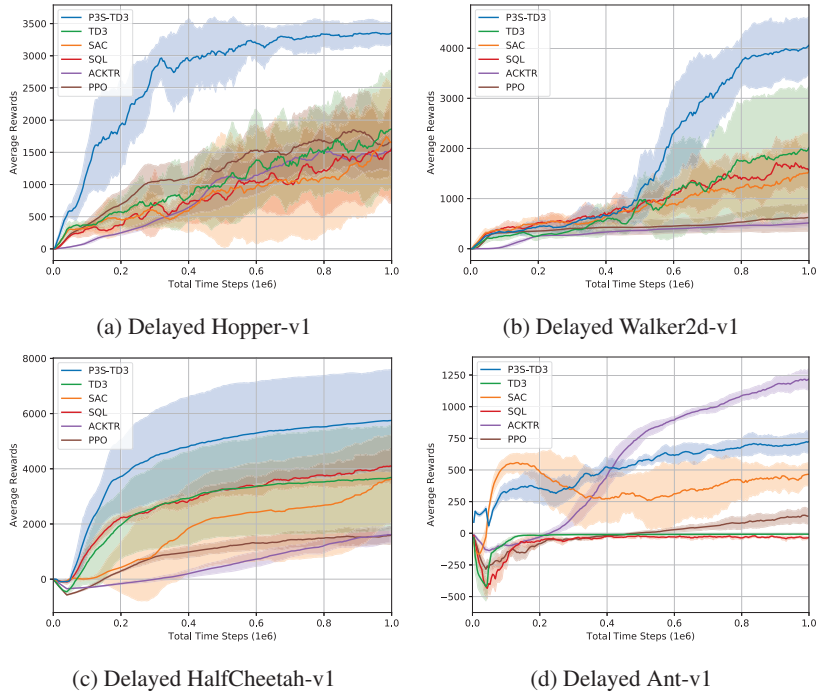 3500
3000
2500
2000
1500
1000
500
0
Average Rewards
P3S-TD3
TD3
SAC
SQL
ACKTR
PPO
0.0 0.2 0.4 0.6 0.8 1.0
Total Time Steps (1e6)
(a) Delayed Hopper-v1
4000
3000
2000
1000
0
Average Rewards
P3S-TD3
TD3
SAC
SQL
ACKTR
PPO
0.0 0.2 0.4 0.6 0.8 1.0
Total Time Steps (1e6)
(b) Delayed Walker2d-v1
8000
6000
4000
2000
0
Average Rewards
P3S-TD3
TD3
SAC
SQL
ACKTR
PPO
0.0 0.2 0.4 0.6 0.8 1.0
Total Time Steps (1e6)
(c) Delayed HalfCheetah-v1
1250
1000
750
500
250
0
−250
−500
Average Rewards
P3S-TD3
TD3
SAC
SQL
ACKTR
PPO
0.0 0.2 0.4 0.6 0.8 1.0
Total Time Steps (1e6)
(d) Delayed Ant-v1